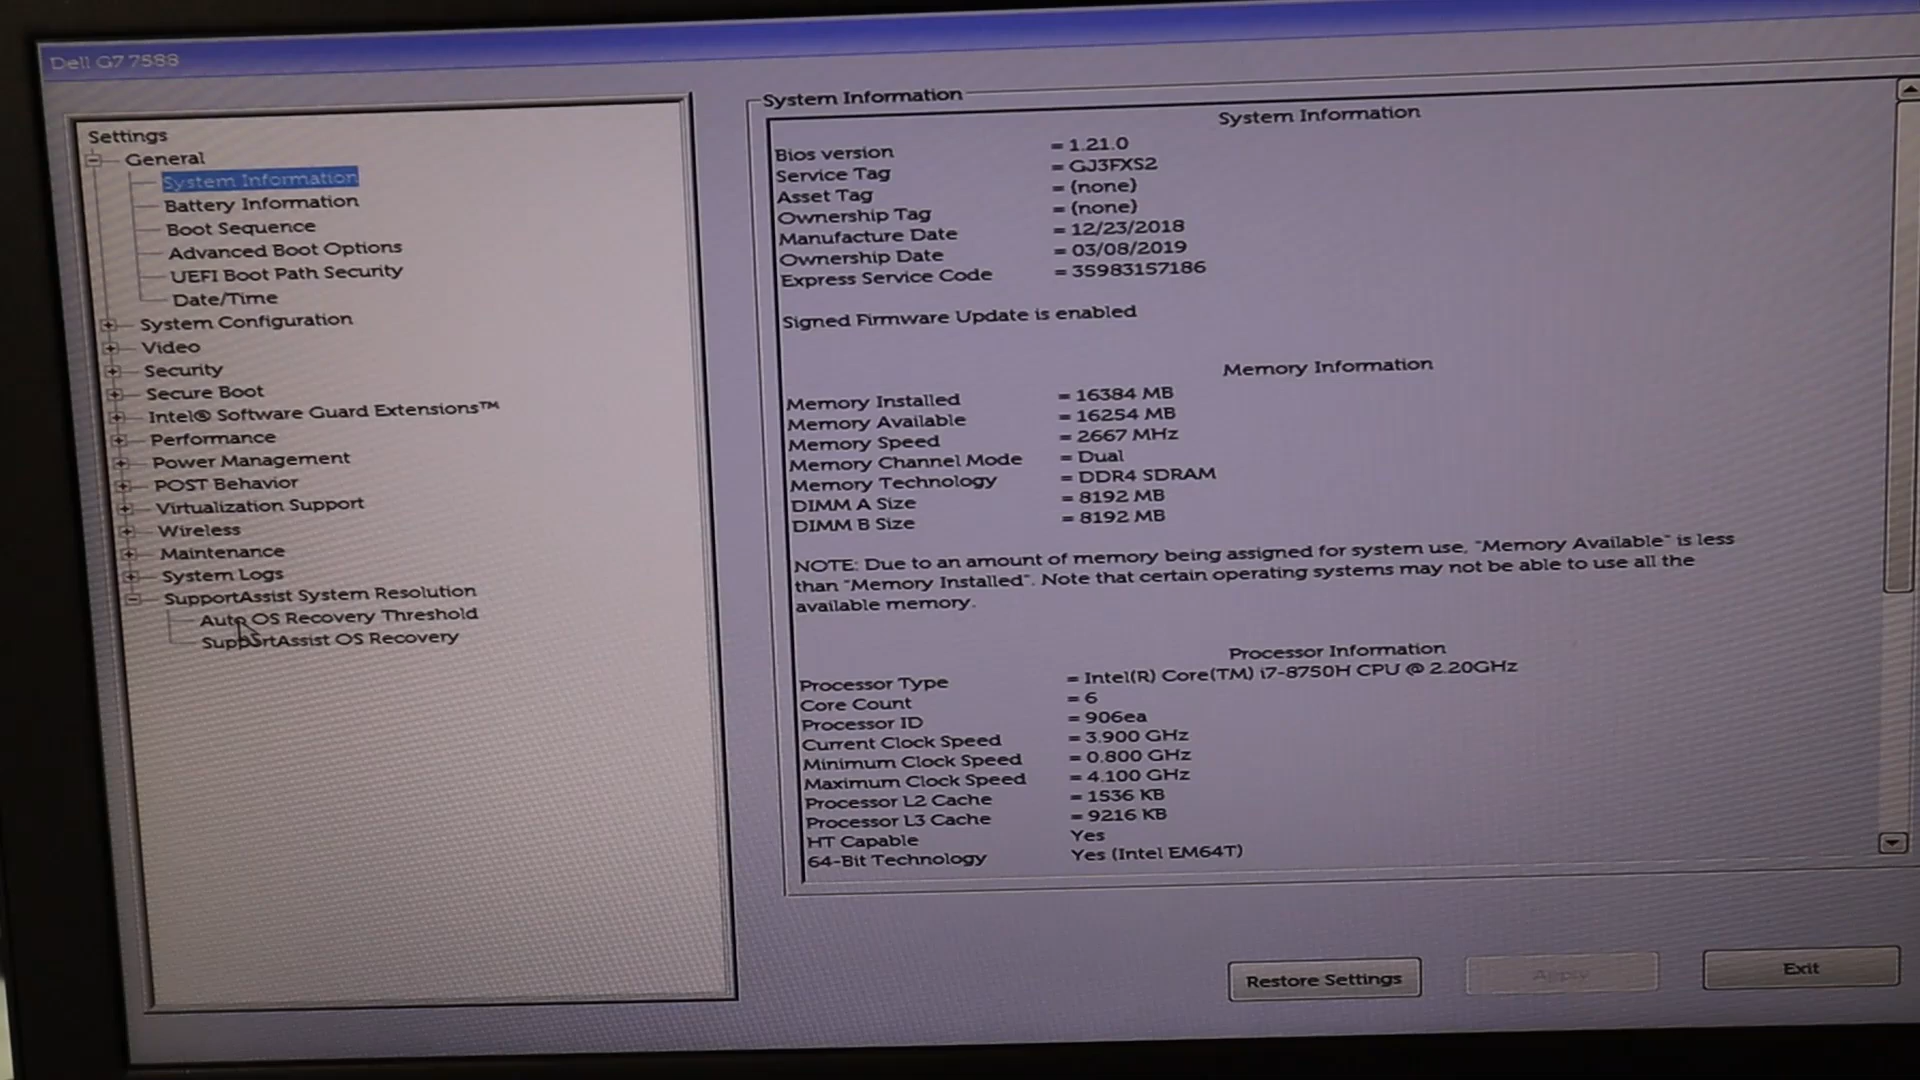 Dell G7 7588
Settings
General
System Information
Battery Information
Boot Sequence
Advanced Boot Options
UEFI Boot Path Security
Date/Time
System Configuration
Video
Security
Secure Boot
Intel® Software Guard Extensions™
Performance
Power Management
POST Behavior
Virtualization Support
Wireless
Maintenance
System Logs
SupportAssist System Resolution
Auto OS Recovery Threshold
SupportAssist OS Recovery
System Information
System Information
Bios version = 1.21.0
Service Tag = GJ3FXS2
Asset Tag = (none)
Ownership Tag = (none)
Manufacture Date = 12/23/2018
Ownership Date = 03/08/2019
Express Service Code = 35983157186
Signed Firmware Update is enabled
Memory Information
Memory Installed = 16384 MB
Memory Available = 16254 MB
Memory Speed = 2667 MHz
Memory Channel Mode = Dual
Memory Technology = DDR4 SDRAM
DIMM A Size = 8192 MB
DIMM B Size = 8192 MB
NOTE: Due to an amount of memory being assigned for system use, "Memory Available" is less
than "Memory Installed". Note that certain operating systems may not be able to use all the
available memory.
Processor Information
Processor Type = Intel(R) Core(TM) i7-8750H CPU @ 2.20GHz
Core Count = 6
Processor ID = 906ea
Current Clock Speed = 3.900 GHz
Minimum Clock Speed = 0.800 GHz
Maximum Clock Speed = 4.100 GHz
Processor L2 Cache = 1536 KB
Processor L3 Cache = 9216 KB
HT Capable Yes
64-Bit Technology Yes (Intel EM64T)
Restore Settings
Apply
Exit